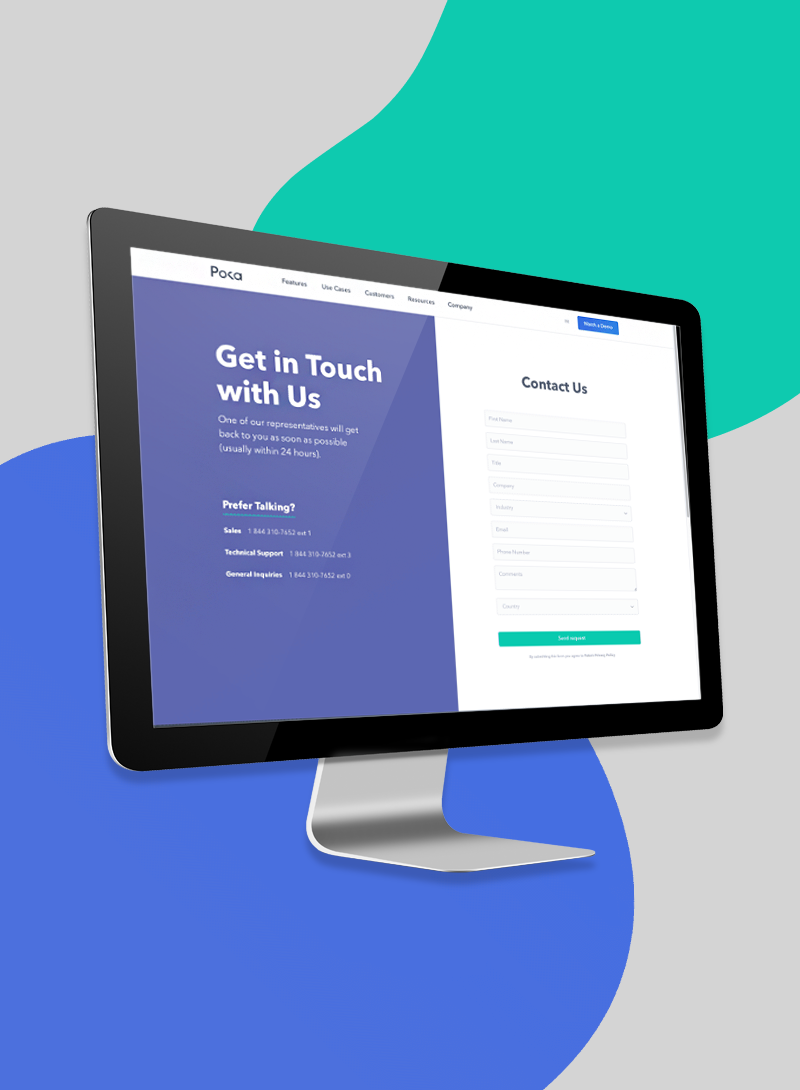 Poka
Features Use Cases Customers Resources Company
Watch a Demo
Get in Touch
with Us
One of our representatives will get
back to you as soon as possible
(usually within 24 hours).
Prefer Talking?
Sales 1 844 310-7652 ext 1
Technical Support 1 844 310-7652 ext 3
General Inquiries 1 844 310-7652 ext 0
Contact Us
First Name
Last Name
Title
Company
Industry
Email
Phone Number
Comments
Country
Send request